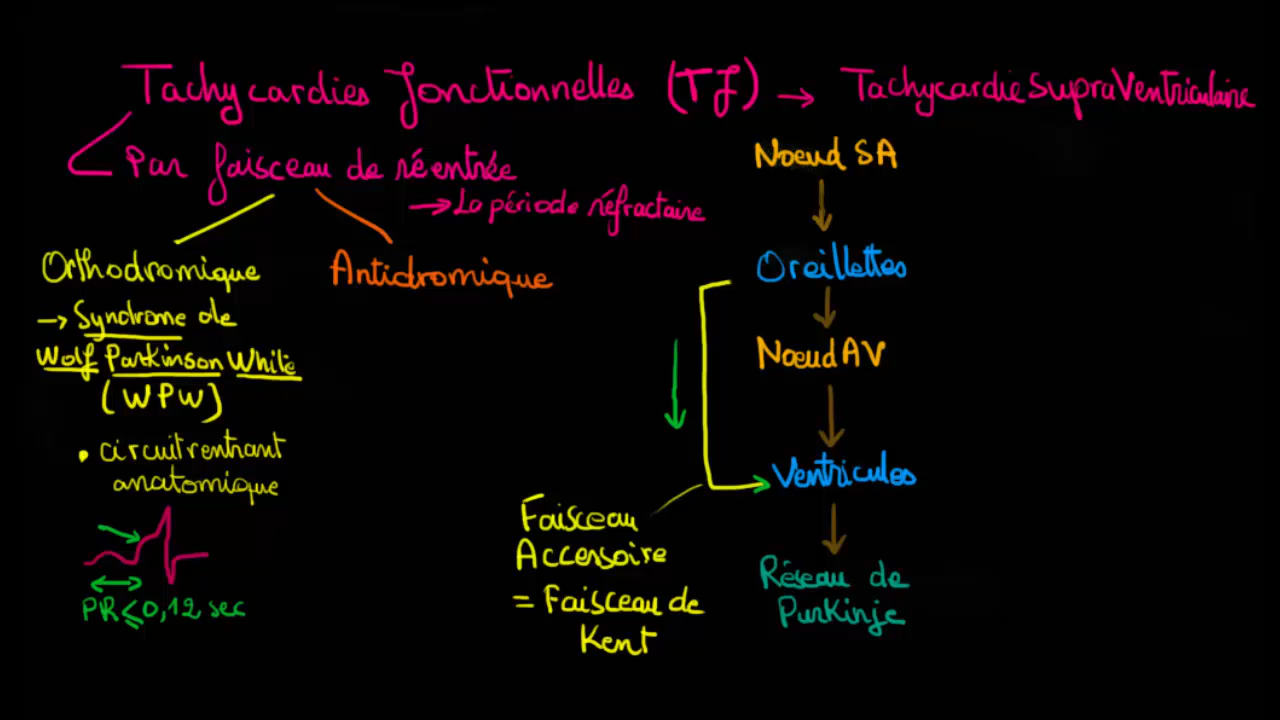 Tachycardies Jonctionnelles (TJ) → Tachycardie SupraVentriculaire
Par faisceau de réentrée
→ La période réfractaire
Orthodromique
Antidromique
→ Syndrome de
Wolf Parkinson White
(WPW)
• circuit rentrant
anatomique
PR ≤ 0,12 sec
Noeud SA
Oreillettes
Noeud AV
Ventricules
Réseau de
Purkinje
Faisceau
Accessoire
= Faisceau de
Kent